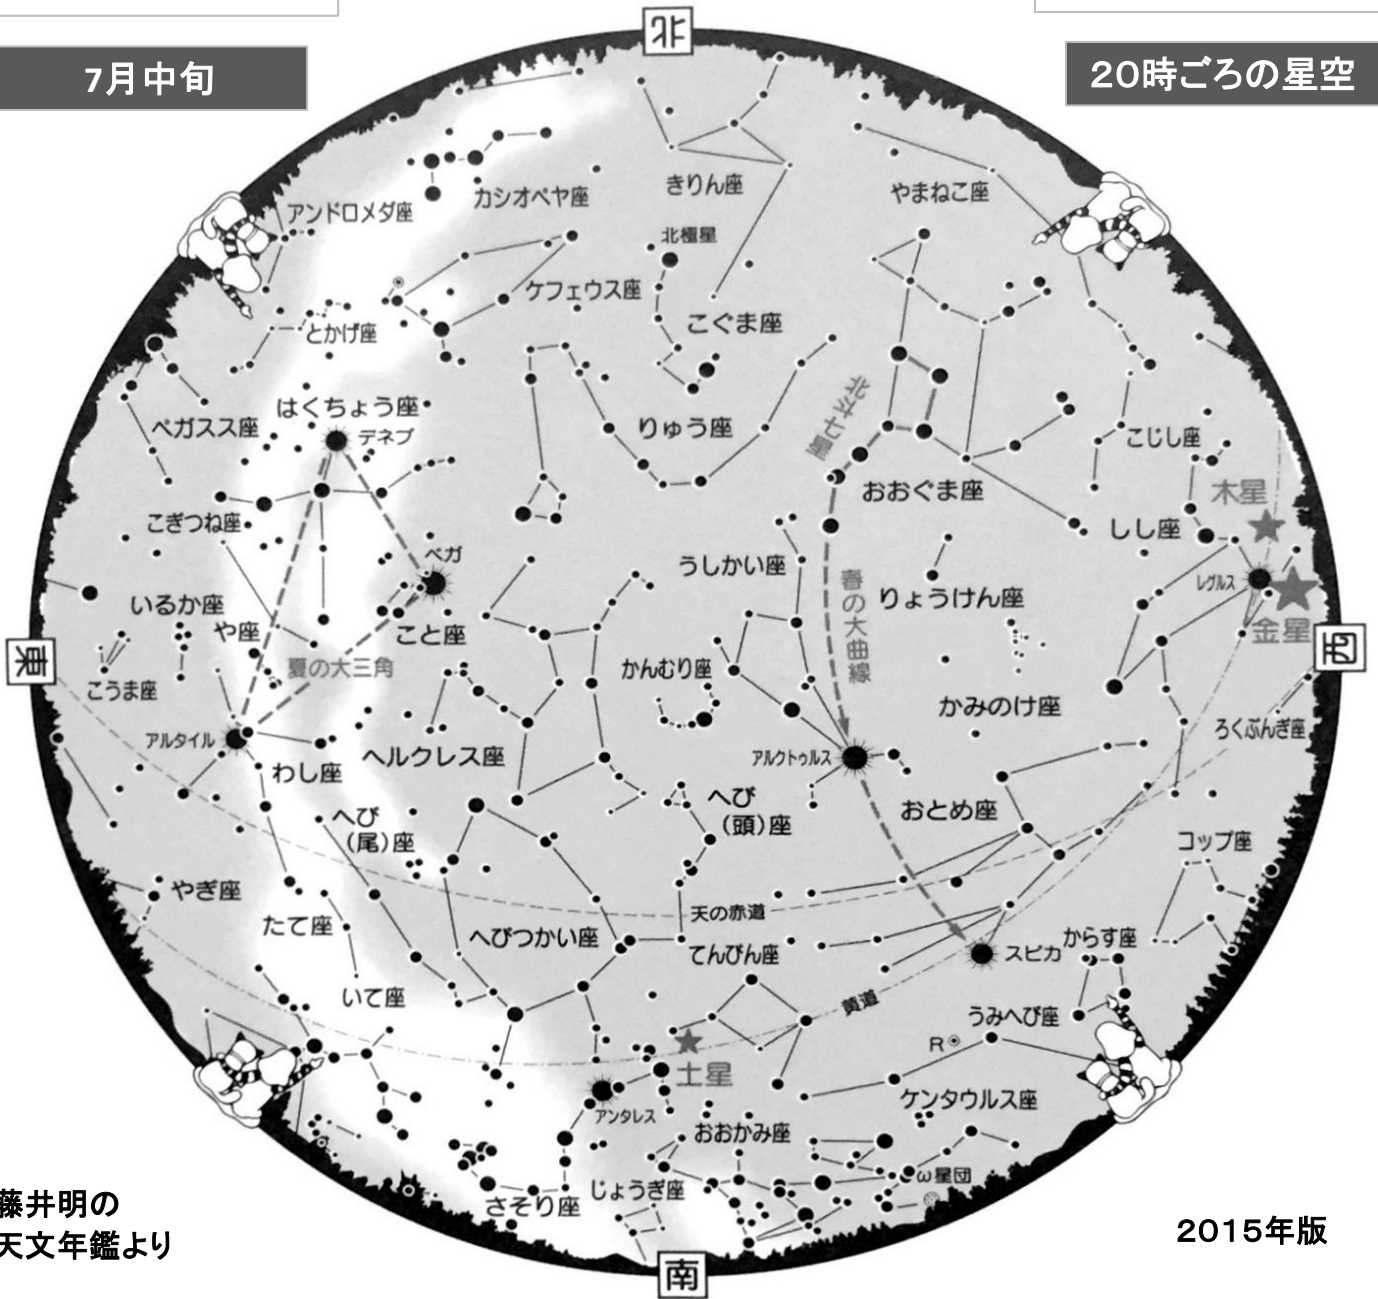 北
7月中旬
20時ごろの星空
きりん座
カシオペヤ座
やまねこ座
アンドロメダ座
北極星
ケフェウス座
こぐま座
とかげ座
はくちょう座
デネブ
ペガスス座
りゅう座
北斗七星
こじし座
おおぐま座
木星
こぎつね座
しし座
ベガ
うしかい座
レグルス
春の大曲線
りょうけん座
いるか座
や座
こと座
金星
東
西
夏の大三角
かんむり座
こうま座
かみのけ座
ろくぶんぎ座
アルタイル
わし座
ヘルクレス座
アルクトゥルス
へび
(頭)座
おとめ座
へび
(尾)座
コップ座
やぎ座
天の赤道
たて座
へびつかい座
てんびん座
スピカ
からす座
いて座
黄道
うみへび座
R
土星
アンタレス
ケンタウルス座
おおかみ座
ω星団
じょうぎ座
さそり座
藤井明の
天文年鑑より
2015年版
南